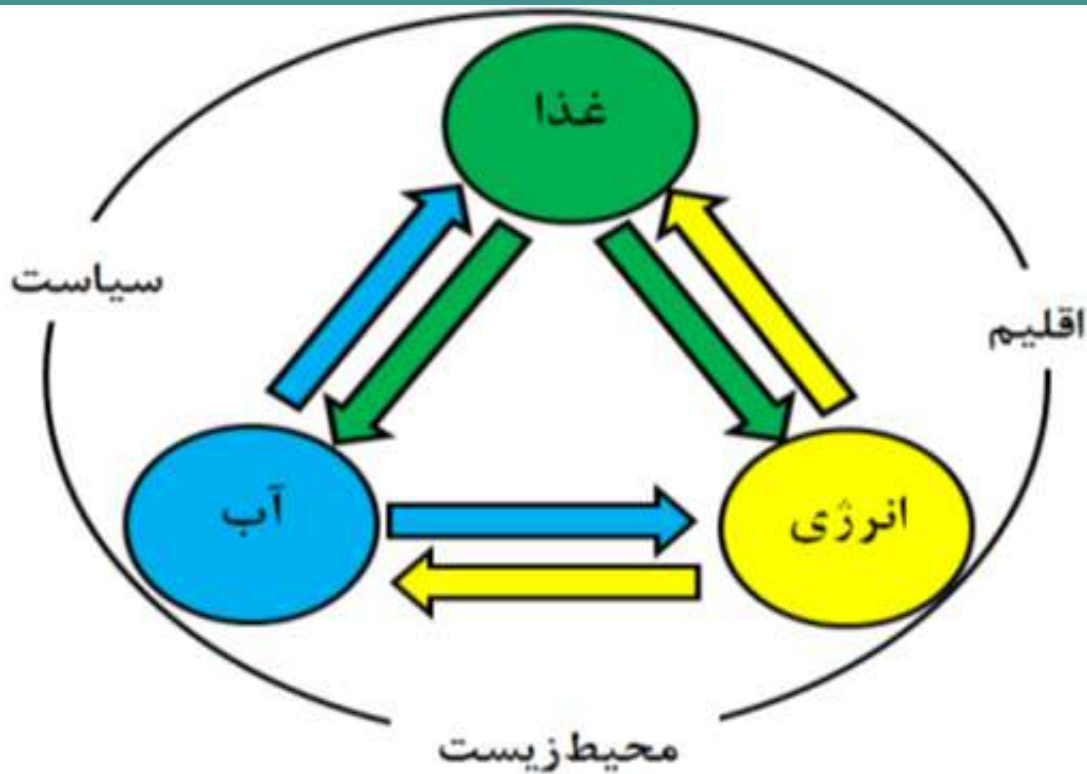 غذا
سیاست
اقلیم
آب
انرژی
محیط‌زیست